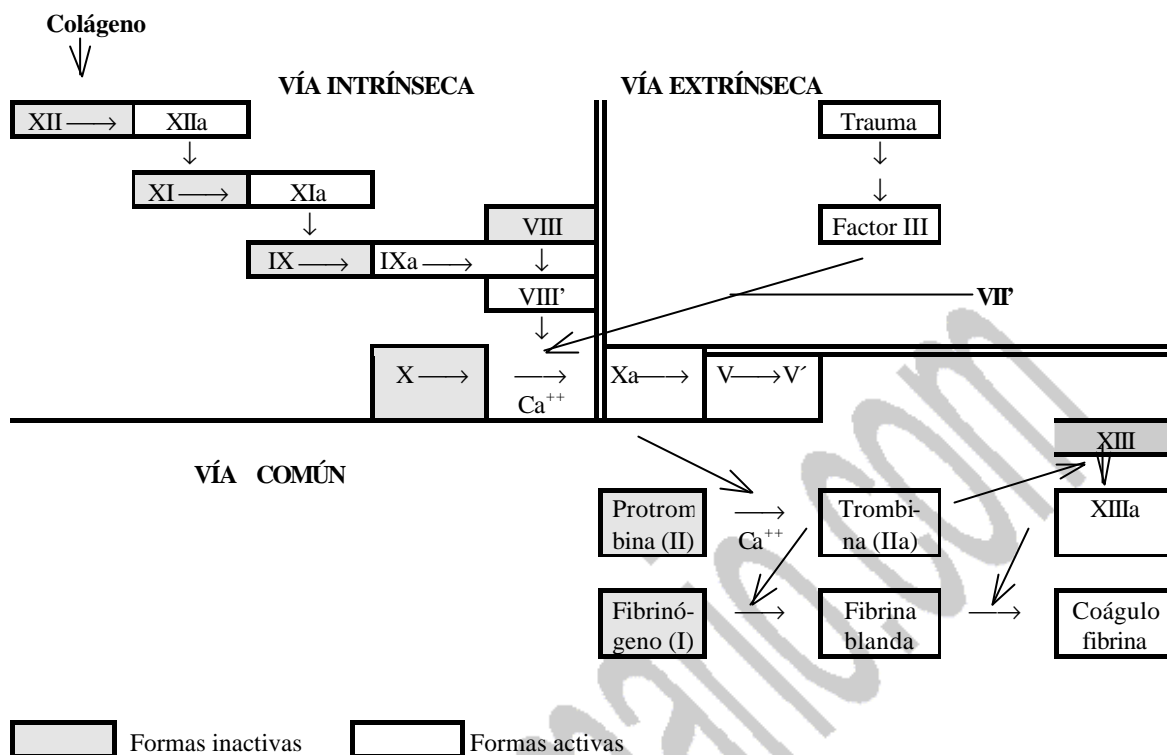 Colágeno
VÍA INTRÍNSECA
VÍA EXTRÍNSECA
XII → XIIa
Trauma
XI → XIa
VIII
Factor III
IX → IXa →
VIII’
VII’
X → → Xa → V → V´
Ca++
XIII
VÍA COMÚN
Protrom
bina (II)
→
Ca++
Trombi-
na (IIa)
XIIIa
Fibrinó-
geno (I)
→
Fibrina
blanda
→
Coágulo
fibrina
Formas inactivas
Formas activas